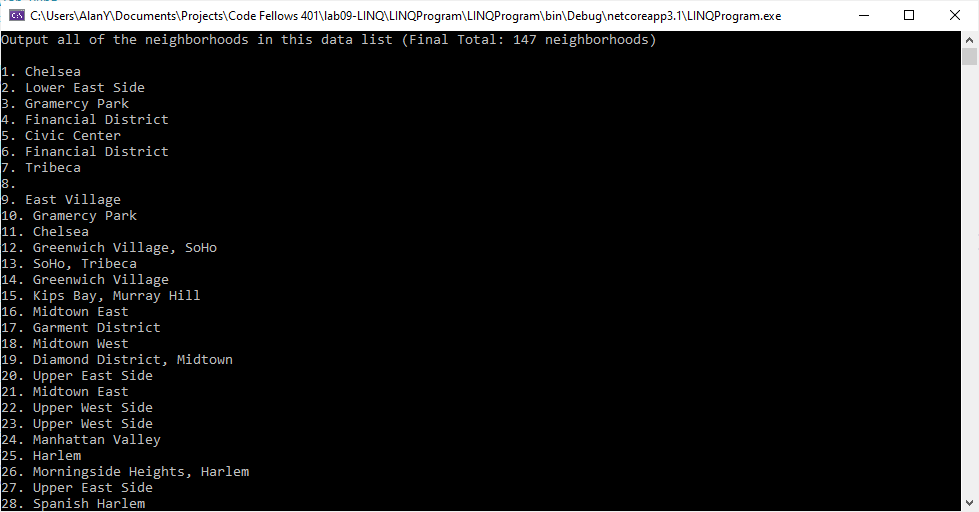 C:\Users\AlanY\Documents\Projects\Code Fellows 401\lab09-LINQ\LINQProgram\LINQProgram\bin\Debug\netcoreapp3.1\LINQProgram.exe
Output all of the neighborhoods in this data list (Final Total: 147 neighborhoods)
1. Chelsea
2. Lower East Side
3. Gramercy Park
4. Financial District
5. Civic Center
6. Financial District
7. Tribeca
8.
9. East Village
10. Gramercy Park
11. Chelsea
12. Greenwich Village, SoHo
13. SoHo, Tribeca
14. Greenwich Village
15. Kips Bay, Murray Hill
16. Midtown East
17. Garment District
18. Midtown West
19. Diamond District, Midtown
20. Upper East Side
21. Midtown East
22. Upper West Side
23. Upper West Side
24. Manhattan Valley
25. Harlem
26. Morningside Heights, Harlem
27. Upper East Side
28. Spanish Harlem